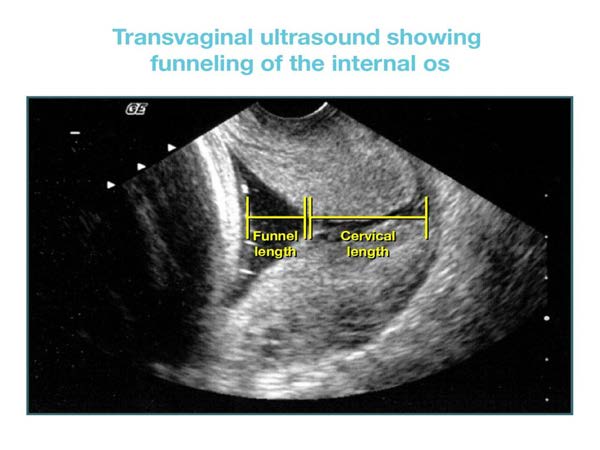 Transvaginal ultrasound showing
funneling of the internal os
GE
Funnel
length
Cervical
length